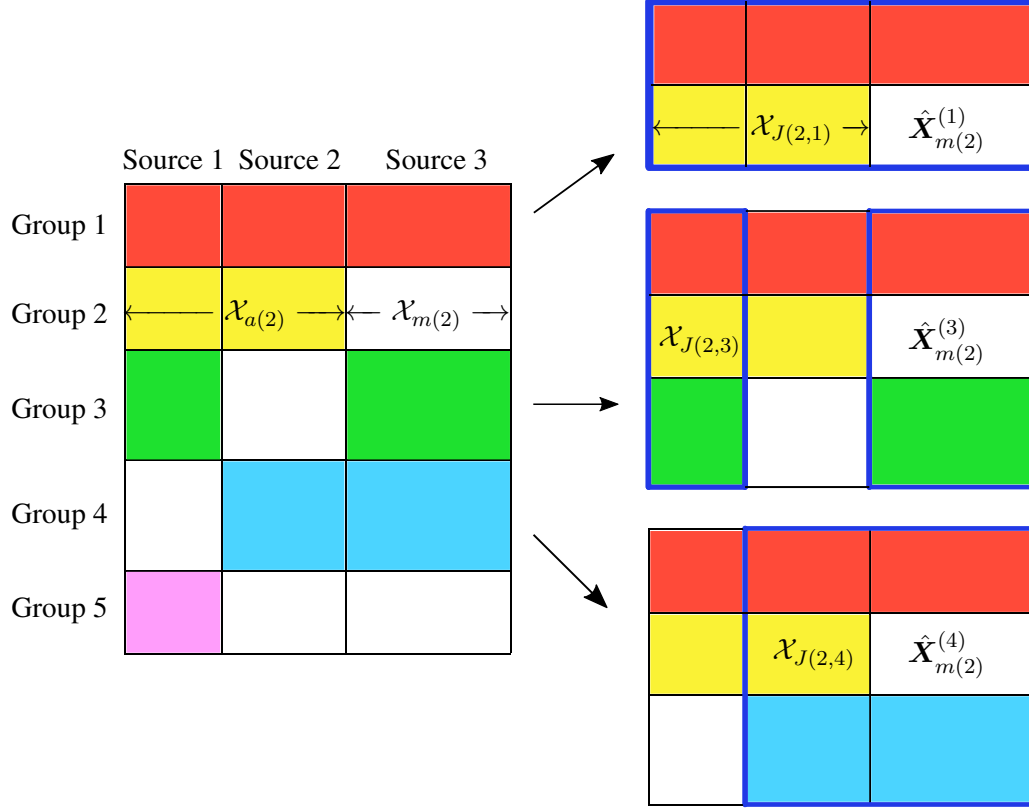 Source 1 Source 2 Source 3
Group 1
Group 2 𝒳_{a(2)} 𝒳_{m(2)}
Group 3
Group 4
Group 5
𝒳_{J(2,1)} X̂_{m(2)}^{(1)}
𝒳_{J(2,3)} X̂_{m(2)}^{(3)}
𝒳_{J(2,4)} X̂_{m(2)}^{(4)}